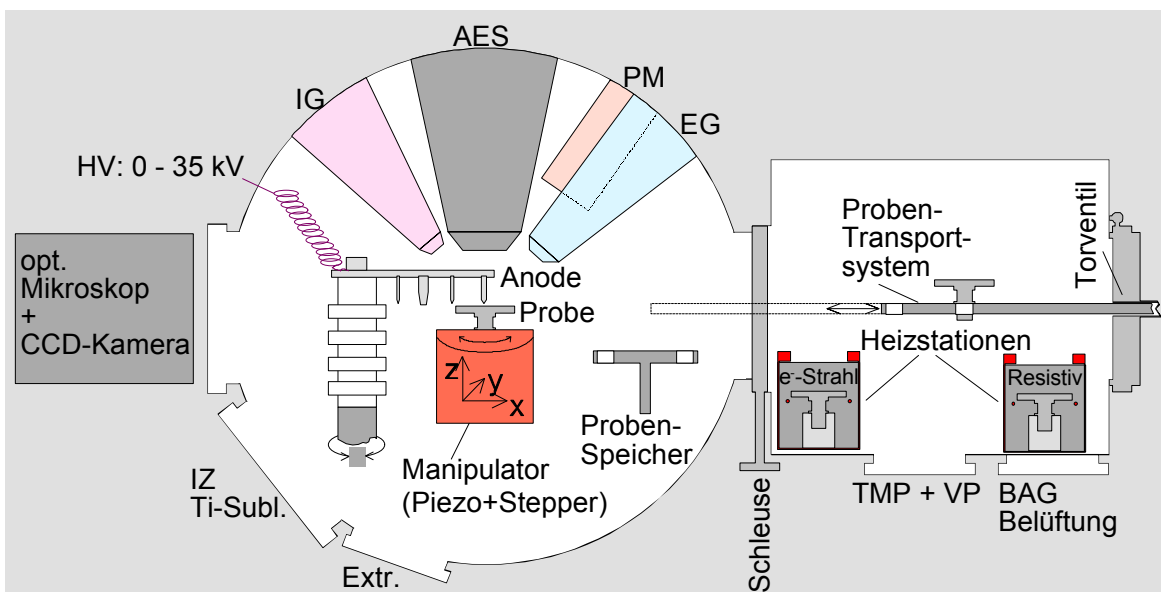 AES
IG
PM
EG
HV: 0 - 35 kV
opt.
Mikroskop
+
CCD-Kamera
Anode
Probe
z
y
x
Manipulator
(Piezo+Stepper)
Proben-
Speicher
IZ
Ti-Subl.
Extr.
Schleuse
Proben-
Transport-
system
Torventil
Heizstationen
e⁻-Strahl
Resistiv
TMP + VP
BAG
Belüftung